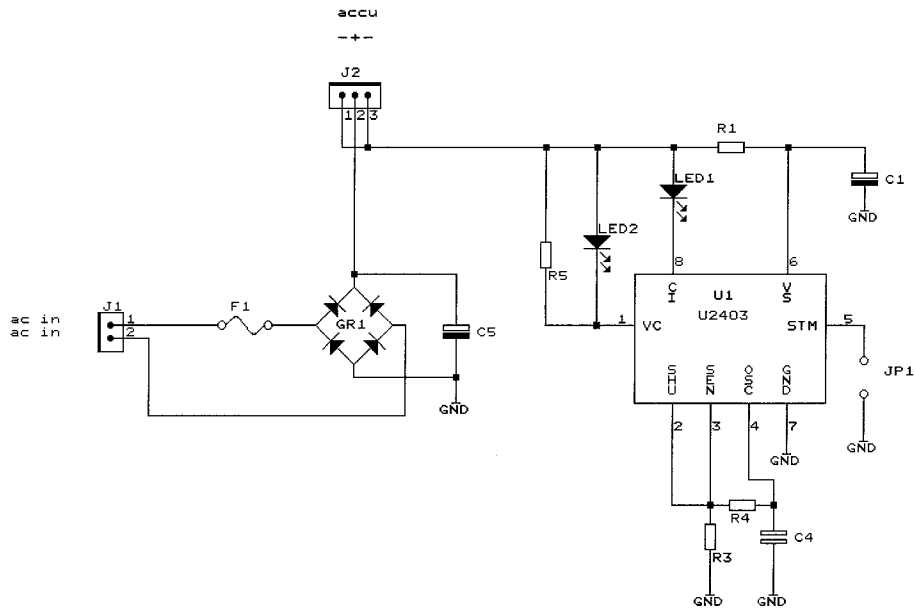 accu
-+-
J2
1 2 3
R1
C1
GND
LED1
LED2
R5
8
6
CI
VS
U1
U2403
1
VC
STM
5
JP1
SHU
SEN
OSC
GND
2
3
4
7
GND
GND
J1
ac in
ac in
1
2
F1
GR1
C5
GND
R4
R3
C4
GND
GND